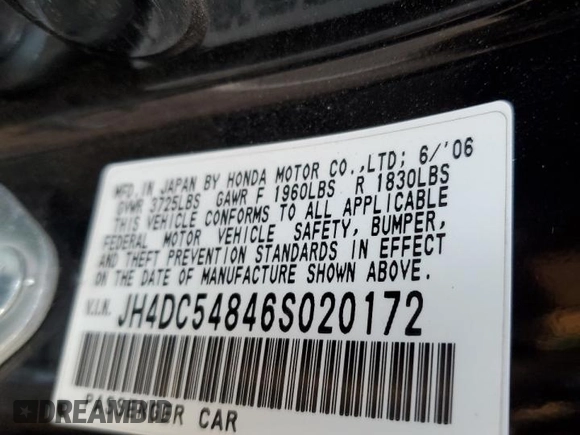 MFD. IN JAPAN BY HONDA MOTOR CO.,LTD; 6/'06
GVWR 3725LBS GAWR F 1960LBS R 1830LBS
THIS VEHICLE CONFORMS TO ALL APPLICABLE
FEDERAL MOTOR VEHICLE SAFETY, BUMPER,
AND THEFT PREVENTION STANDARDS IN EFFECT
ON THE DATE OF MANUFACTURE SHOWN ABOVE.
V.I.N. JH4DC54846S020172
PASSENGER CAR
DREAMBID